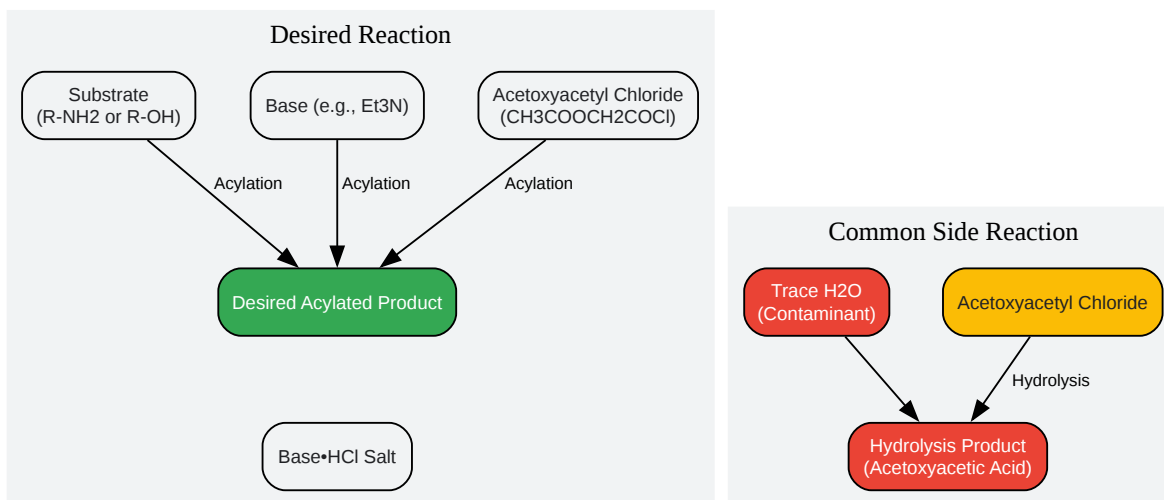 Desired Reaction
Substrate
(R-NH2 or R-OH)
Base (e.g., Et3N)
Acetoxyacetyl Chloride
(CH3COOCH2COCl)
Acylation
Acylation
Acylation
Desired Acylated Product
Base•HCl Salt
Common Side Reaction
Trace H2O
(Contaminant)
Acetoxyacetyl Chloride
Hydrolysis
Hydrolysis Product
(Acetoxyacetic Acid)